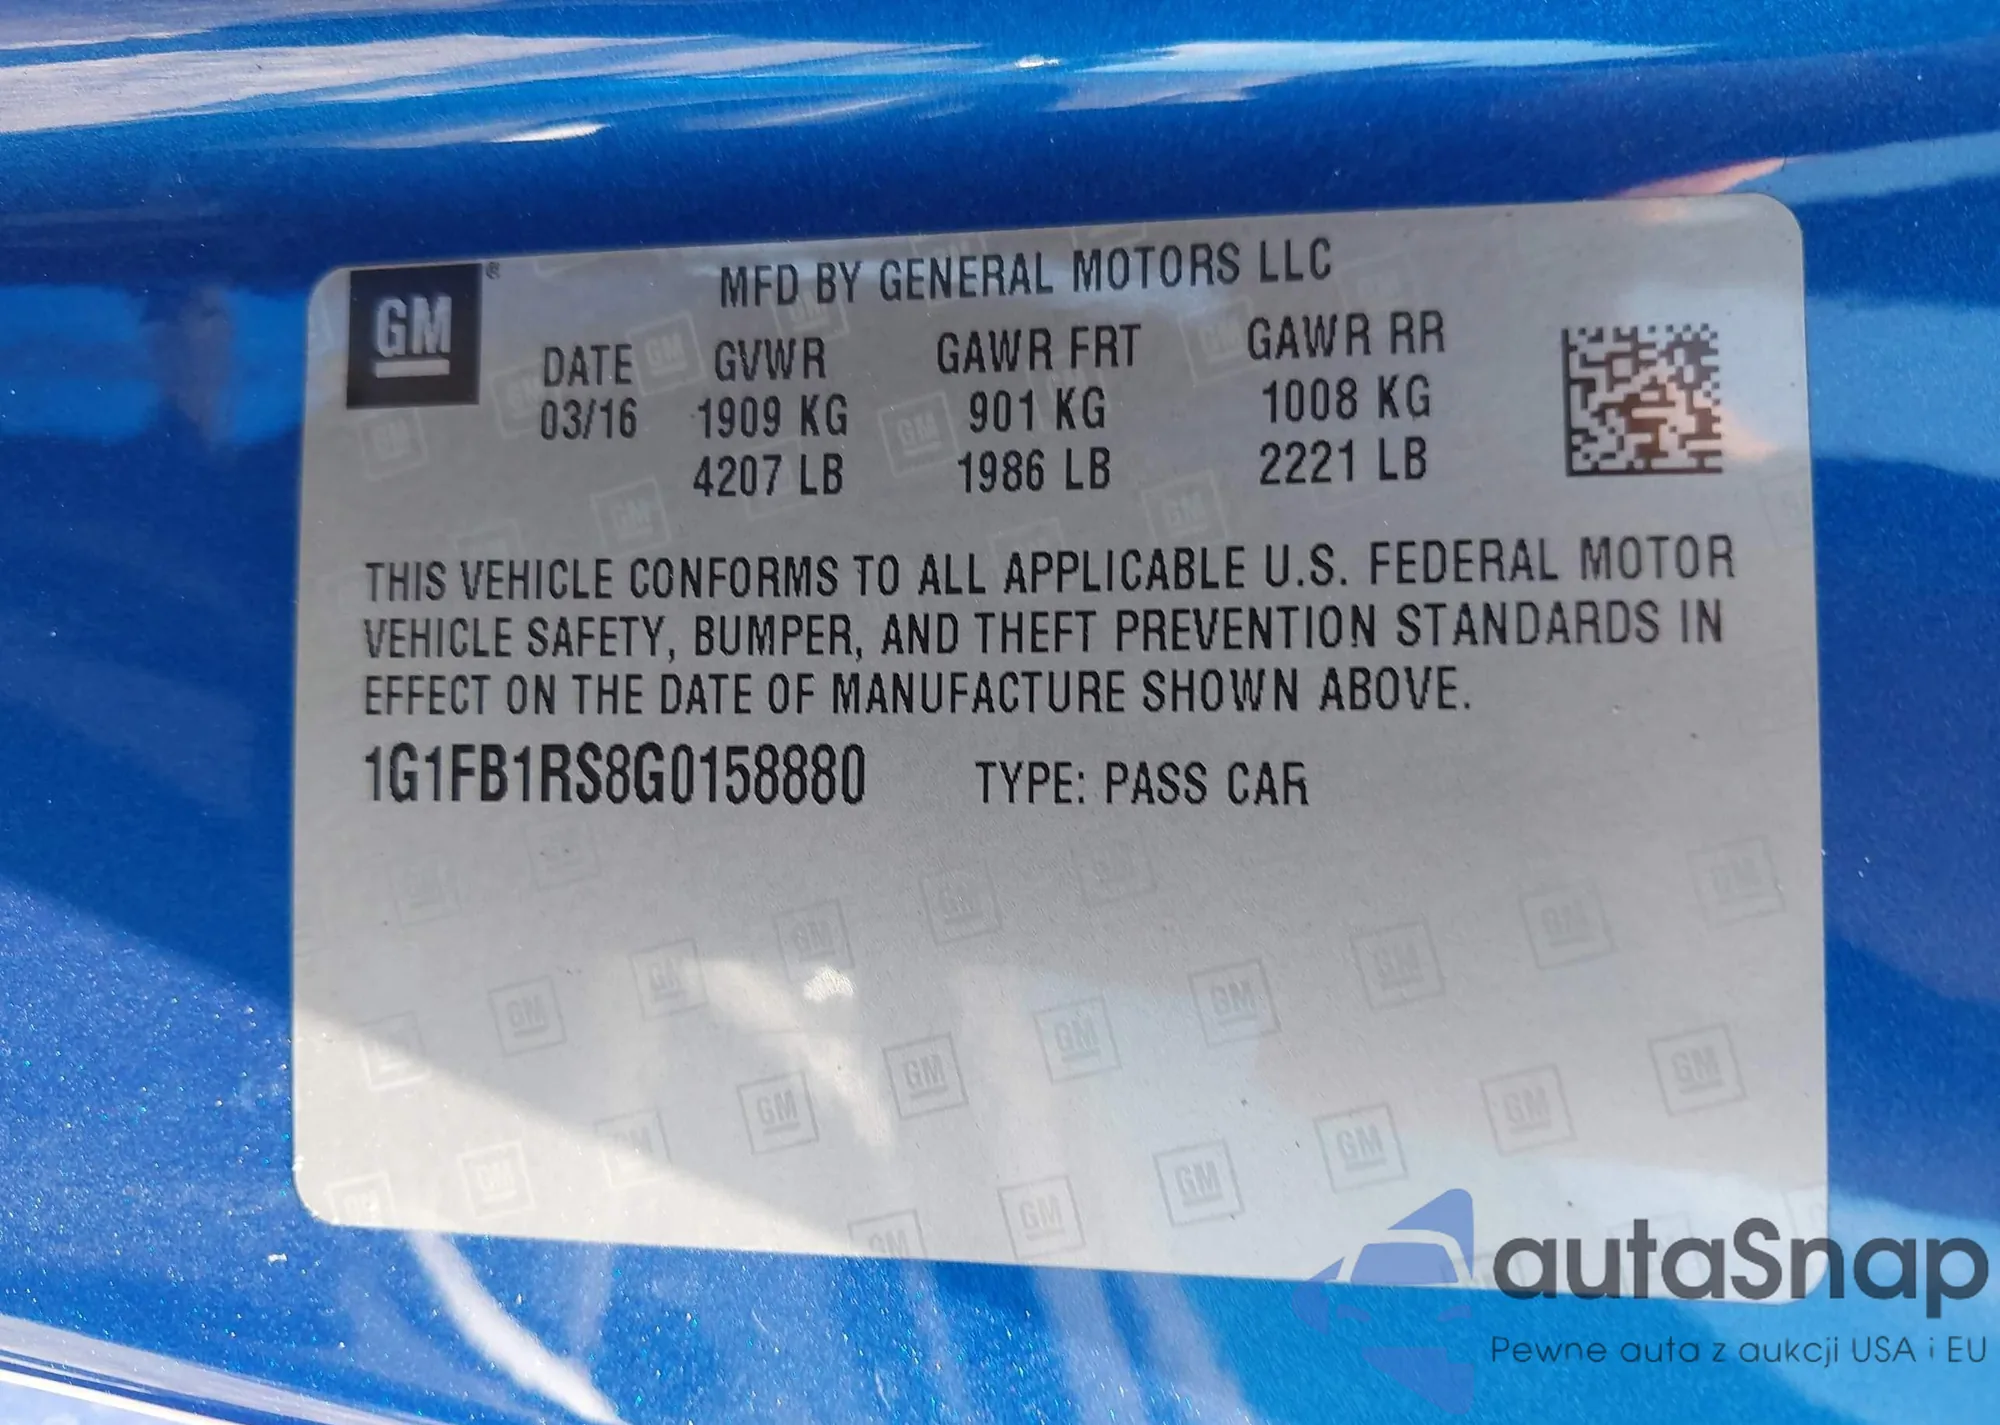 GM ®
MFD BY GENERAL MOTORS LLC
DATE GVWR GAWR FRT GAWR RR
03/16 1909 KG 901 KG 1008 KG
4207 LB 1986 LB 2221 LB
THIS VEHICLE CONFORMS TO ALL APPLICABLE U.S. FEDERAL MOTOR
VEHICLE SAFETY, BUMPER, AND THEFT PREVENTION STANDARDS IN
EFFECT ON THE DATE OF MANUFACTURE SHOWN ABOVE.
1G1FB1RS8G0158880 TYPE: PASS CAR
autaSnap
Pewne auta z aukcji USA i EU